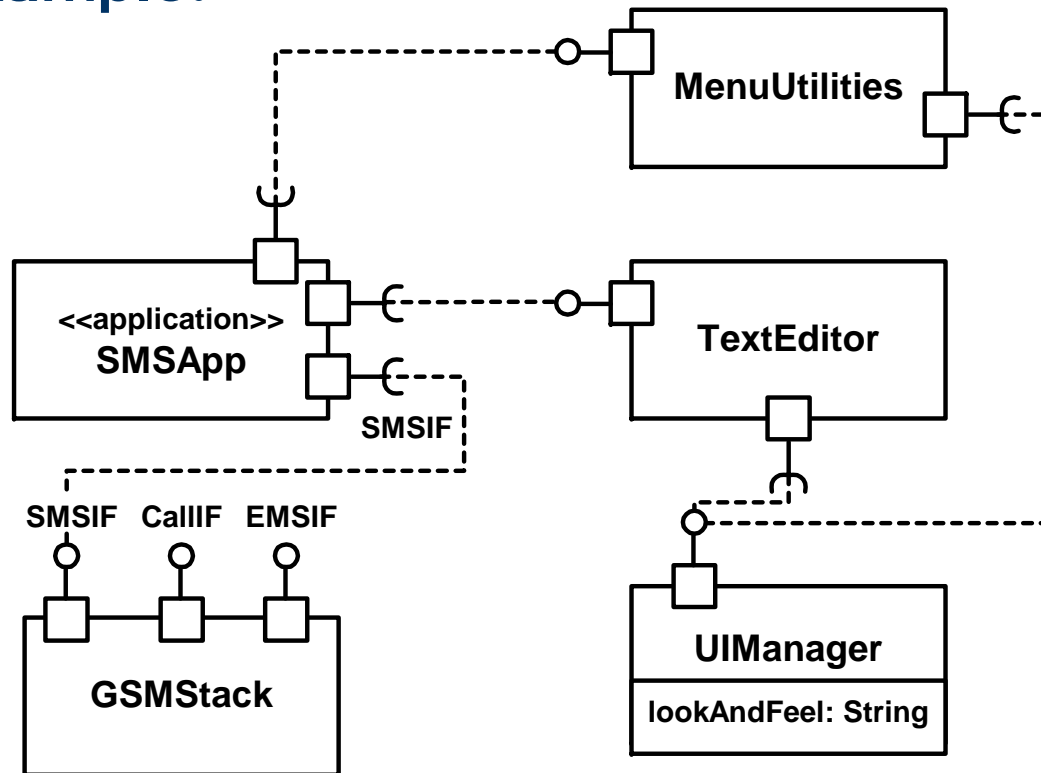 MenuUtilities
<<application>>
SMSApp
TextEditor
SMSIF
SMSIF CallIF EMSIF
GSMStack
UIManager
lookAndFeel: String